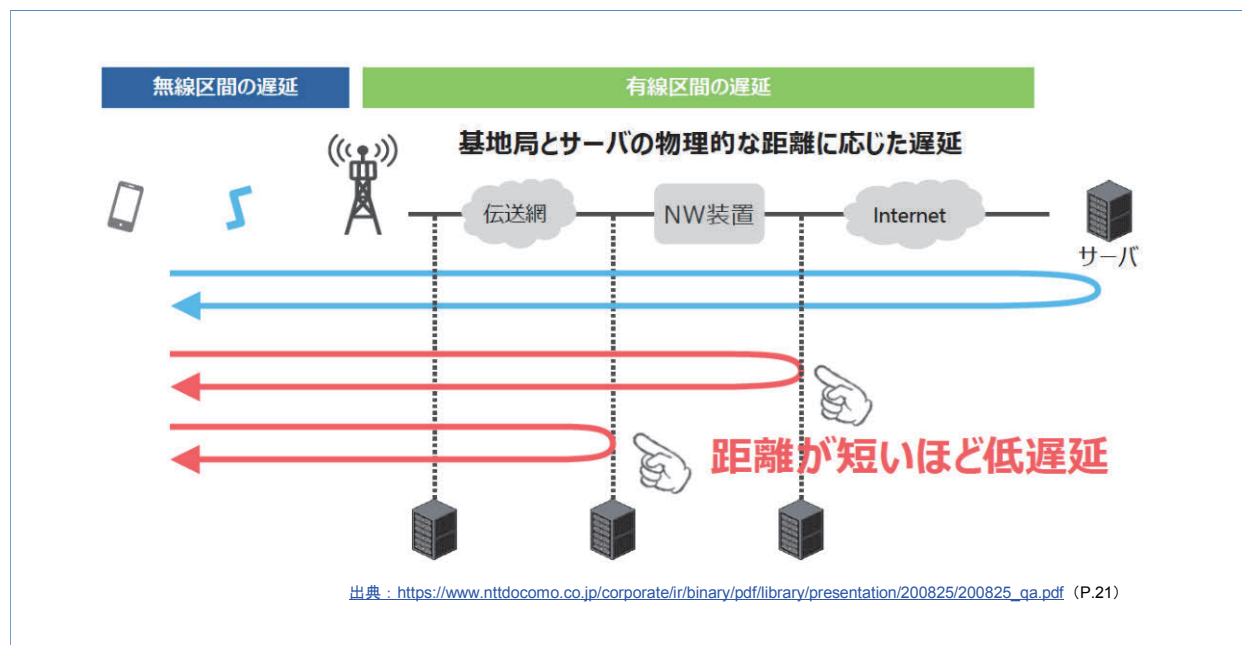 無線区間の遅延
有線区間の遅延
基地局とサーバの物理的な距離に応じた遅延
伝送網
NW装置
Internet
サーバ
距離が短いほど低遅延
出典：https://www.nttdocomo.co.jp/corporate/ir/binary/pdf/library/presentation/200825/200825_qa.pdf（P.21）